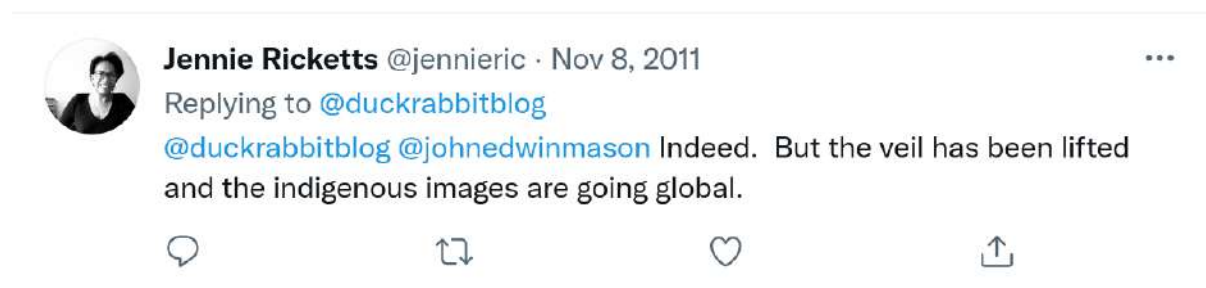 Jennie Ricketts @jennieric · Nov 8, 2011
Replying to @duckrabbitblog
@duckrabbitblog @johnedwinmason Indeed.  But the veil has been lifted
and the indigenous images are going global.